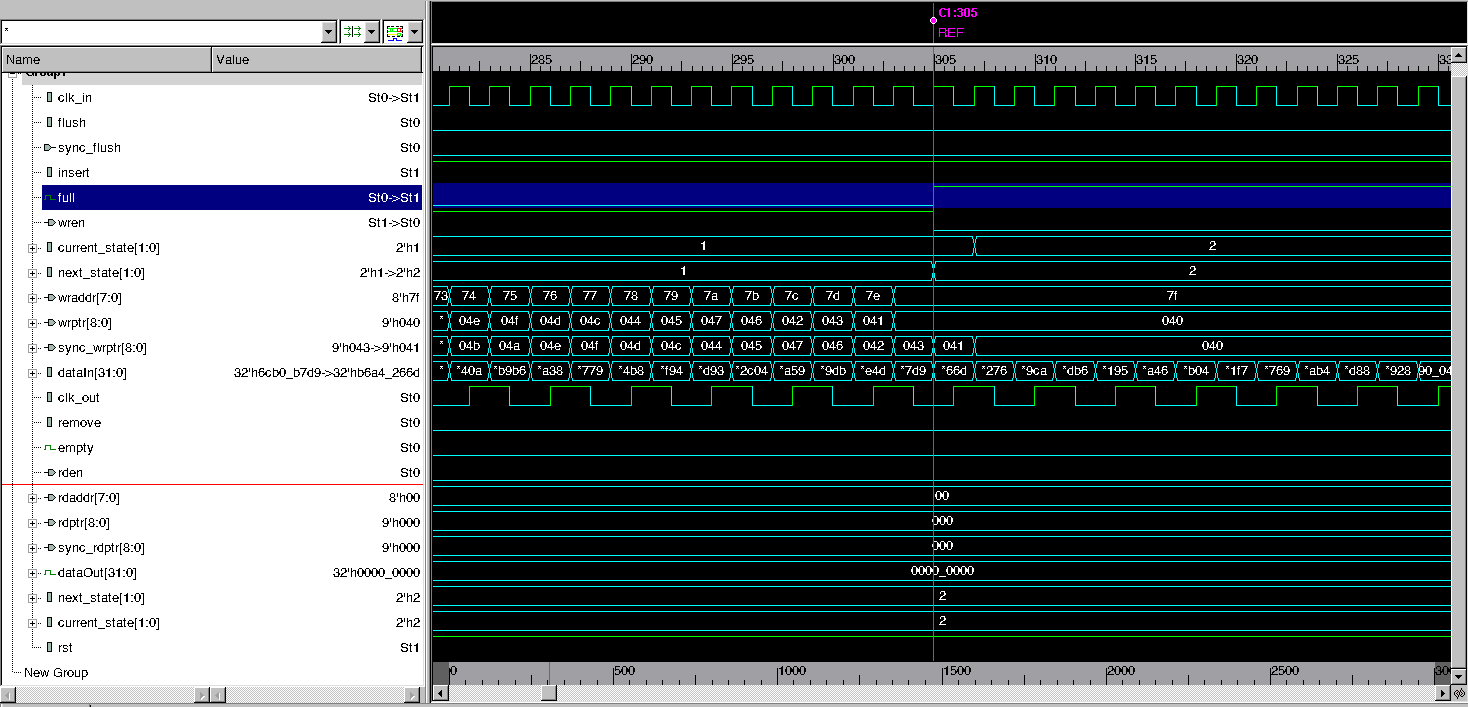 C1:305
*
REF
Name Value 285 290 295 300 305 310 315 320 325 33
Group1
clk_in St0->St1
flush St0
sync_flush St0
insert St1
full St0->St1
wren St1->St0
current_state[1:0] 2'h1 1 2
next_state[1:0] 2'h1->2'h2 1 2
wraddr[7:0] 8'h7f 73 74 75 76 77 78 79 7a 7b 7c 7d 7e 7f
wrptr[8:0] 9'h040 * 04e 04f 04d 04c 044 045 047 046 042 043 041 040
sync_wrptr[8:0] 9'h043->9'h041 * 04b 04a 04e 04f 04d 04c 044 045 047 046 042 043 041 040
dataIn[31:0] 32'h6cb0_b7d9->32'hb6a4_266d * *40a *b9b6 *a38 *779 *4b8 *f94 *d93 *2c04 *a59 *9db *e4d *7d9 *66d *276 *9ca *db6 *195 *a46 *b04 *1f7 *769 *ab4 *d88 *928 90_04
clk_out St0
remove St0
empty St0
rden St0
rdaddr[7:0] 8'h00 00
rdptr[8:0] 9'h000 000
sync_rdptr[8:0] 9'h000 000
dataOut[31:0] 32'h0000_0000 0000_0000
next_state[1:0] 2'h2 2
current_state[1:0] 2'h2 2
rst St1
New Group 0 500 1000 1500 2000 2500 300